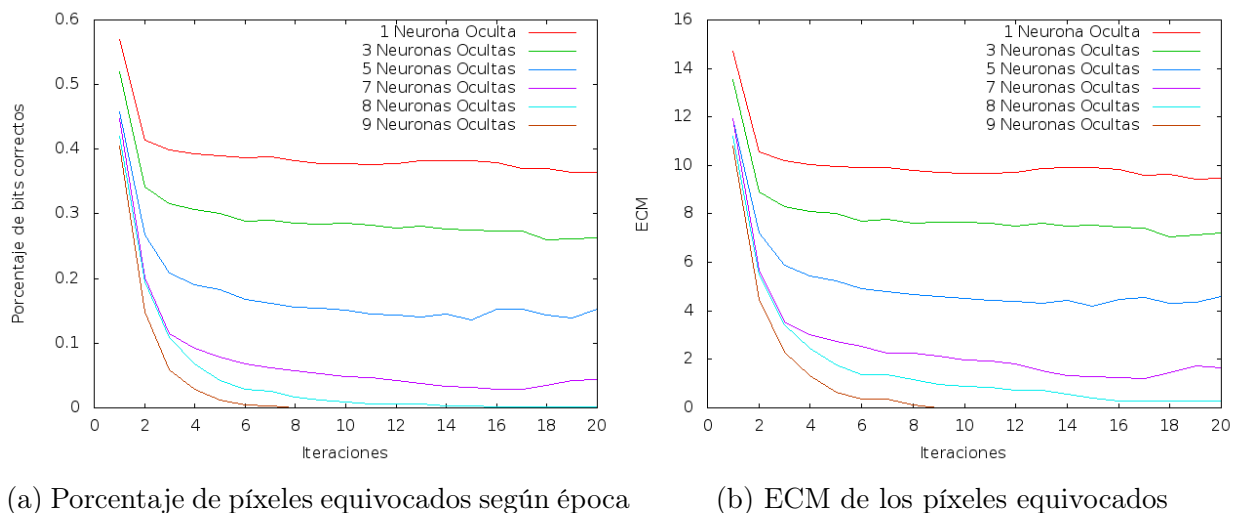 0.6
0.5
0.4
0.3
0.2
0.1
0
0 2 4 6 8 10 12 14 16 18 20
Porcentaje de bits correctos
Iteraciones
1 Neurona Oculta
3 Neuronas Ocultas
5 Neuronas Ocultas
7 Neuronas Ocultas
8 Neuronas Ocultas
9 Neuronas Ocultas
(a) Porcentaje de píxeles equivocados según época
16
14
12
10
8
6
4
2
0
0 2 4 6 8 10 12 14 16 18 20
ECM
Iteraciones
1 Neurona Oculta
3 Neuronas Ocultas
5 Neuronas Ocultas
7 Neuronas Ocultas
8 Neuronas Ocultas
9 Neuronas Ocultas
(b) ECM de los píxeles equivocados